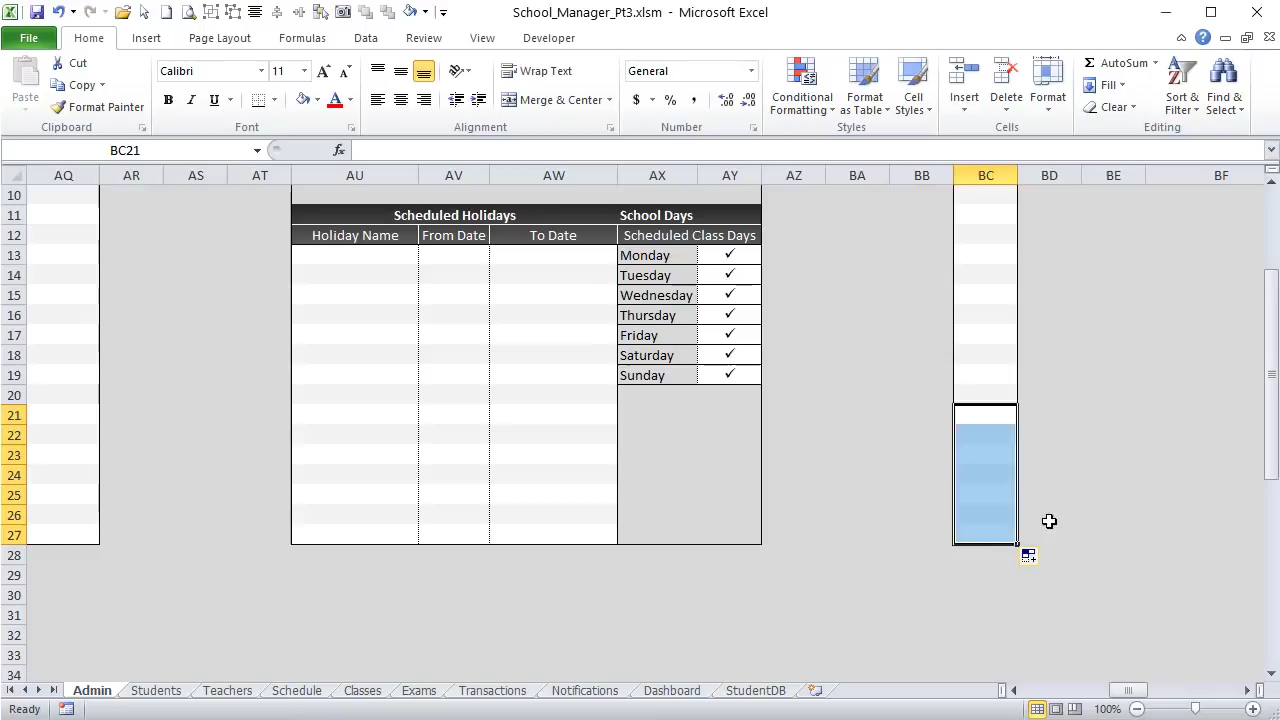 School_Manager_Pt3.xlsm - Microsoft Excel
File Home Insert Page Layout Formulas Data Review View Developer
Paste
Cut
Copy
Format Painter
Clipboard
Calibri 11
B I U A
Font
Wrap Text
Merge & Center
Alignment
General
$ % ,
Number
Conditional Formatting
Format as Table
Cell Styles
Styles
Insert Delete Format
Cells
Σ AutoSum
Fill
Clear
Sort & Filter
Find & Select
Editing
BC21 fx
AQ AR AS AT AU AV AW AX AY AZ BA BB BC BD BE BF
10
11 Scheduled Holidays School Days
12 Holiday Name From Date To Date Scheduled Class Days
13 Monday ✓
14 Tuesday ✓
15 Wednesday ✓
16 Thursday ✓
17 Friday ✓
18 Saturday ✓
19 Sunday ✓
20
21
22
23
24
25
26
27
28
29
30
31
32
33
34
Admin Students Teachers Schedule Classes Exams Transactions Notifications Dashboard StudentDB
Ready 100%